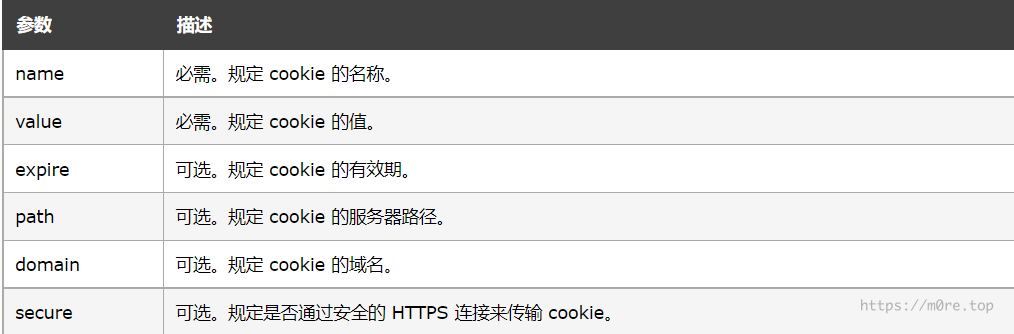 参数 描述
name 必需。规定 cookie 的名称。
value 必需。规定 cookie 的值。
expire 可选。规定 cookie 的有效期。
path 可选。规定 cookie 的服务器路径。
domain 可选。规定 cookie 的域名。
secure 可选。规定是否通过安全的 HTTPS 连接来传输 cookie。
https://m0re.top